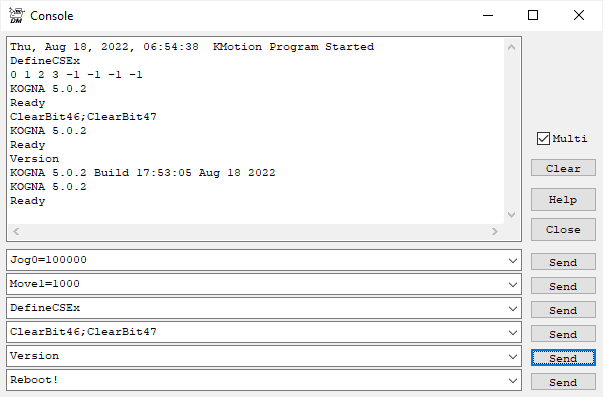 Console
Thu, Aug 18, 2022, 06:54:38  KMotion Program Started
DefineCSEx
0 1 2 3 -1 -1 -1 -1
KOGNA 5.0.2
Ready
ClearBit46;ClearBit47
KOGNA 5.0.2
Ready
Version
KOGNA 5.0.2 Build 17:53:05 Aug 18 2022
KOGNA 5.0.2
Ready
Multi
Clear
Help
Close
Jog0=100000
Send
Move1=1000
Send
DefineCSEx
Send
ClearBit46;ClearBit47
Send
Version
Send
Reboot!
Send